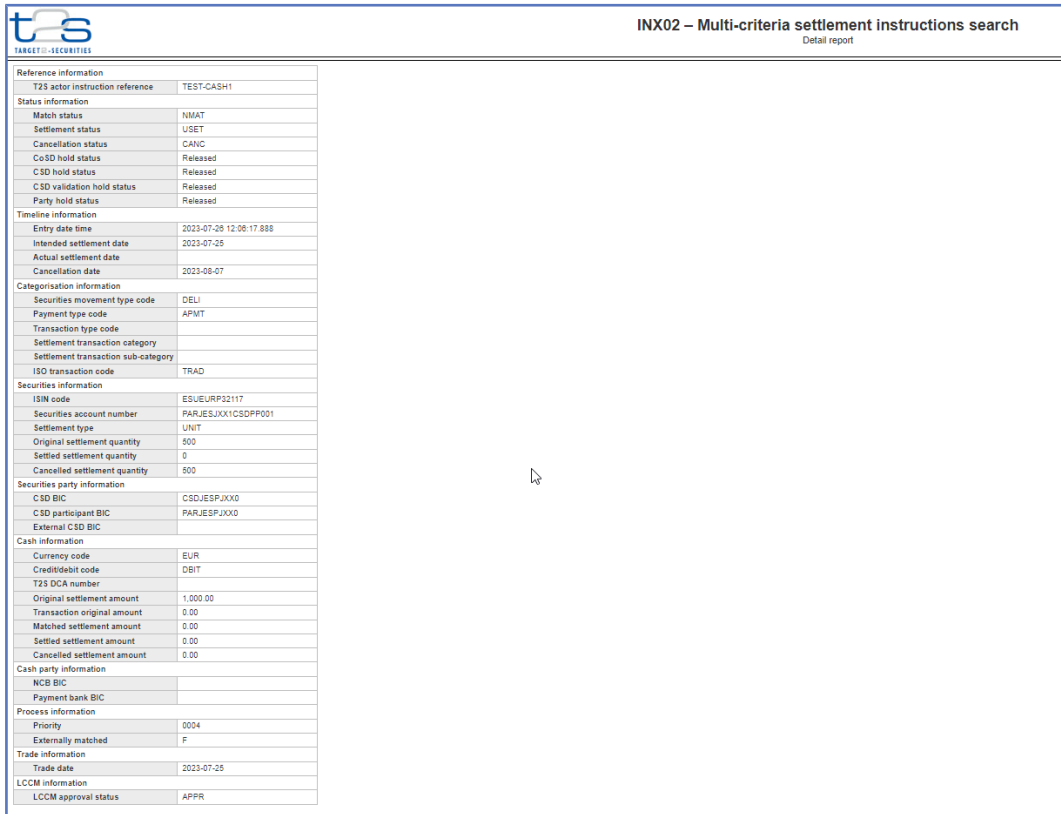 t2s
TARGET2-SECURITIES
INX02 – Multi-criteria settlement instructions search
Detail report
Reference information
T2S actor instruction reference TEST-CASH1
Status information
Match status NMAT
Settlement status USET
Cancellation status CANC
CoSD hold status Released
CSD hold status Released
CSD validation hold status Released
Party hold status Released
Timeline information
Entry date time 2023-07-26 12:06:17.888
Intended settlement date 2023-07-25
Actual settlement date
Cancellation date 2023-08-07
Categorisation information
Securities movement type code DELI
Payment type code APMT
Transaction type code
Settlement transaction category
Settlement transaction sub-category
ISO transaction code TRAD
Securities information
ISIN code ESUEURP32117
Securities account number PARJESJXX1CSDPP001
Settlement type UNIT
Original settlement quantity 500
Settled settlement quantity 0
Cancelled settlement quantity 500
Securities party information
CSD BIC CSDJESPJXX0
CSD participant BIC PARJESPJXX0
External CSD BIC
Cash information
Currency code EUR
Credit/debit code DBIT
T2S DCA number
Original settlement amount 1,000.00
Transaction original amount 0.00
Matched settlement amount 0.00
Settled settlement amount 0.00
Cancelled settlement amount 0.00
Cash party information
NCB BIC
Payment bank BIC
Process information
Priority 0004
Externally matched F
Trade information
Trade date 2023-07-25
LCCM information
LCCM approval status APPR